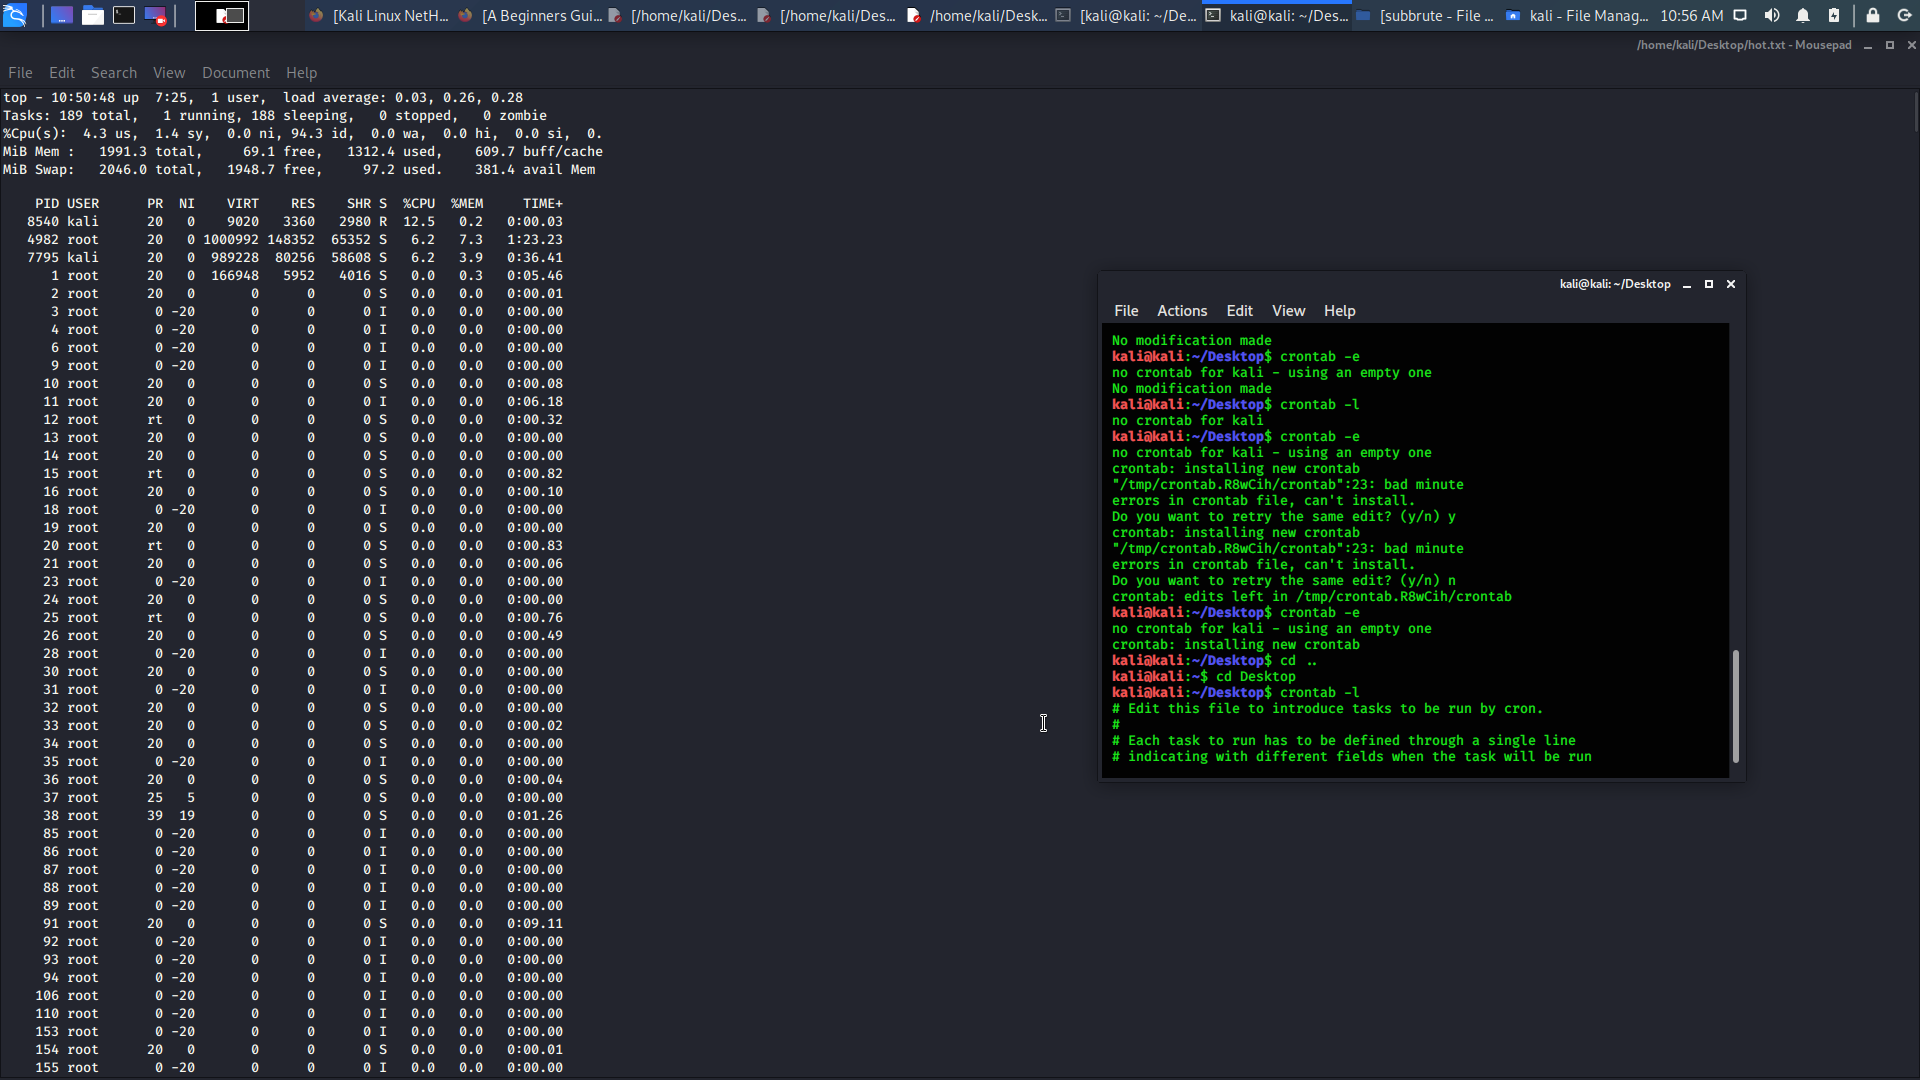 [Kali Linux NetH...
[A Beginners Gui...
[/home/kali/Des...
[/home/kali/Des...
/home/kali/Desk...
[kali@kali: ~/De...
kali@kali: ~/Des...
[subbrute - File ...
kali - File Manag...
10:56 AM
/home/kali/Desktop/hot.txt - Mousepad
File Edit Search View Document Help
top - 10:50:48 up  7:25,  1 user,  load average: 0.03, 0.26, 0.28
Tasks: 189 total,   1 running, 188 sleeping,   0 stopped,   0 zombie
%Cpu(s):  4.3 us,  1.4 sy,  0.0 ni, 94.3 id,  0.0 wa,  0.0 hi,  0.0 si,  0.
MiB Mem :   1991.3 total,     69.1 free,   1312.4 used,    609.7 buff/cache
MiB Swap:   2046.0 total,   1948.7 free,     97.2 used.    381.4 avail Mem
PID USER      PR  NI    VIRT    RES    SHR S  %CPU  %MEM     TIME+
8540 kali      20   0    9020   3360   2980 R  12.5   0.2   0:00.03
4982 root      20   0 1000992 148352  65352 S   6.2   7.3   1:23.23
7795 kali      20   0  989228  80256  58608 S   6.2   3.9   0:36.41
1 root      20   0  166948   5952   4016 S   0.0   0.3   0:05.46
2 root      20   0       0      0      0 S   0.0   0.0   0:00.01
3 root       0 -20       0      0      0 I   0.0   0.0   0:00.00
4 root       0 -20       0      0      0 I   0.0   0.0   0:00.00
6 root       0 -20       0      0      0 I   0.0   0.0   0:00.00
9 root       0 -20       0      0      0 I   0.0   0.0   0:00.00
10 root      20   0       0      0      0 S   0.0   0.0   0:00.08
11 root      20   0       0      0      0 I   0.0   0.0   0:06.18
12 root      rt   0       0      0      0 S   0.0   0.0   0:00.32
13 root      20   0       0      0      0 S   0.0   0.0   0:00.00
14 root      20   0       0      0      0 S   0.0   0.0   0:00.00
15 root      rt   0       0      0      0 S   0.0   0.0   0:00.82
16 root      20   0       0      0      0 S   0.0   0.0   0:00.10
18 root       0 -20       0      0      0 I   0.0   0.0   0:00.00
19 root      20   0       0      0      0 S   0.0   0.0   0:00.00
20 root      rt   0       0      0      0 S   0.0   0.0   0:00.83
21 root      20   0       0      0      0 S   0.0   0.0   0:00.06
23 root       0 -20       0      0      0 I   0.0   0.0   0:00.00
24 root      20   0       0      0      0 S   0.0   0.0   0:00.00
25 root      rt   0       0      0      0 S   0.0   0.0   0:00.76
26 root      20   0       0      0      0 S   0.0   0.0   0:00.49
28 root       0 -20       0      0      0 I   0.0   0.0   0:00.00
30 root      20   0       0      0      0 S   0.0   0.0   0:00.00
31 root       0 -20       0      0      0 I   0.0   0.0   0:00.00
32 root      20   0       0      0      0 S   0.0   0.0   0:00.00
33 root      20   0       0      0      0 S   0.0   0.0   0:00.02
34 root      20   0       0      0      0 S   0.0   0.0   0:00.00
35 root       0 -20       0      0      0 I   0.0   0.0   0:00.00
36 root      20   0       0      0      0 S   0.0   0.0   0:00.04
37 root      25   5       0      0      0 S   0.0   0.0   0:00.00
38 root      39  19       0      0      0 S   0.0   0.0   0:01.26
85 root       0 -20       0      0      0 I   0.0   0.0   0:00.00
86 root       0 -20       0      0      0 I   0.0   0.0   0:00.00
87 root       0 -20       0      0      0 I   0.0   0.0   0:00.00
88 root       0 -20       0      0      0 I   0.0   0.0   0:00.00
89 root       0 -20       0      0      0 I   0.0   0.0   0:00.00
91 root      20   0       0      0      0 S   0.0   0.0   0:09.11
92 root       0 -20       0      0      0 I   0.0   0.0   0:00.00
93 root       0 -20       0      0      0 I   0.0   0.0   0:00.00
94 root       0 -20       0      0      0 I   0.0   0.0   0:00.00
106 root       0 -20       0      0      0 I   0.0   0.0   0:00.00
110 root       0 -20       0      0      0 I   0.0   0.0   0:00.00
153 root       0 -20       0      0      0 I   0.0   0.0   0:00.00
154 root      20   0       0      0      0 S   0.0   0.0   0:00.01
155 root       0 -20       0      0      0 I   0.0   0.0   0:00.00
kali@kali: ~/Desktop
File Actions Edit View Help
No modification made
kali@kali:~/Desktop$ crontab -e
no crontab for kali - using an empty one
No modification made
kali@kali:~/Desktop$ crontab -l
no crontab for kali
kali@kali:~/Desktop$ crontab -e
no crontab for kali - using an empty one
crontab: installing new crontab
"/tmp/crontab.R8wCih/crontab":23: bad minute
errors in crontab file, can't install.
Do you want to retry the same edit? (y/n) y
crontab: installing new crontab
"/tmp/crontab.R8wCih/crontab":23: bad minute
errors in crontab file, can't install.
Do you want to retry the same edit? (y/n) n
crontab: edits left in /tmp/crontab.R8wCih/crontab
kali@kali:~/Desktop$ crontab -e
no crontab for kali - using an empty one
crontab: installing new crontab
kali@kali:~/Desktop$ cd ..
kali@kali:~$ cd Desktop
kali@kali:~/Desktop$ crontab -l
# Edit this file to introduce tasks to be run by cron.
#
# Each task to run has to be defined through a single line
# indicating with different fields when the task will be run